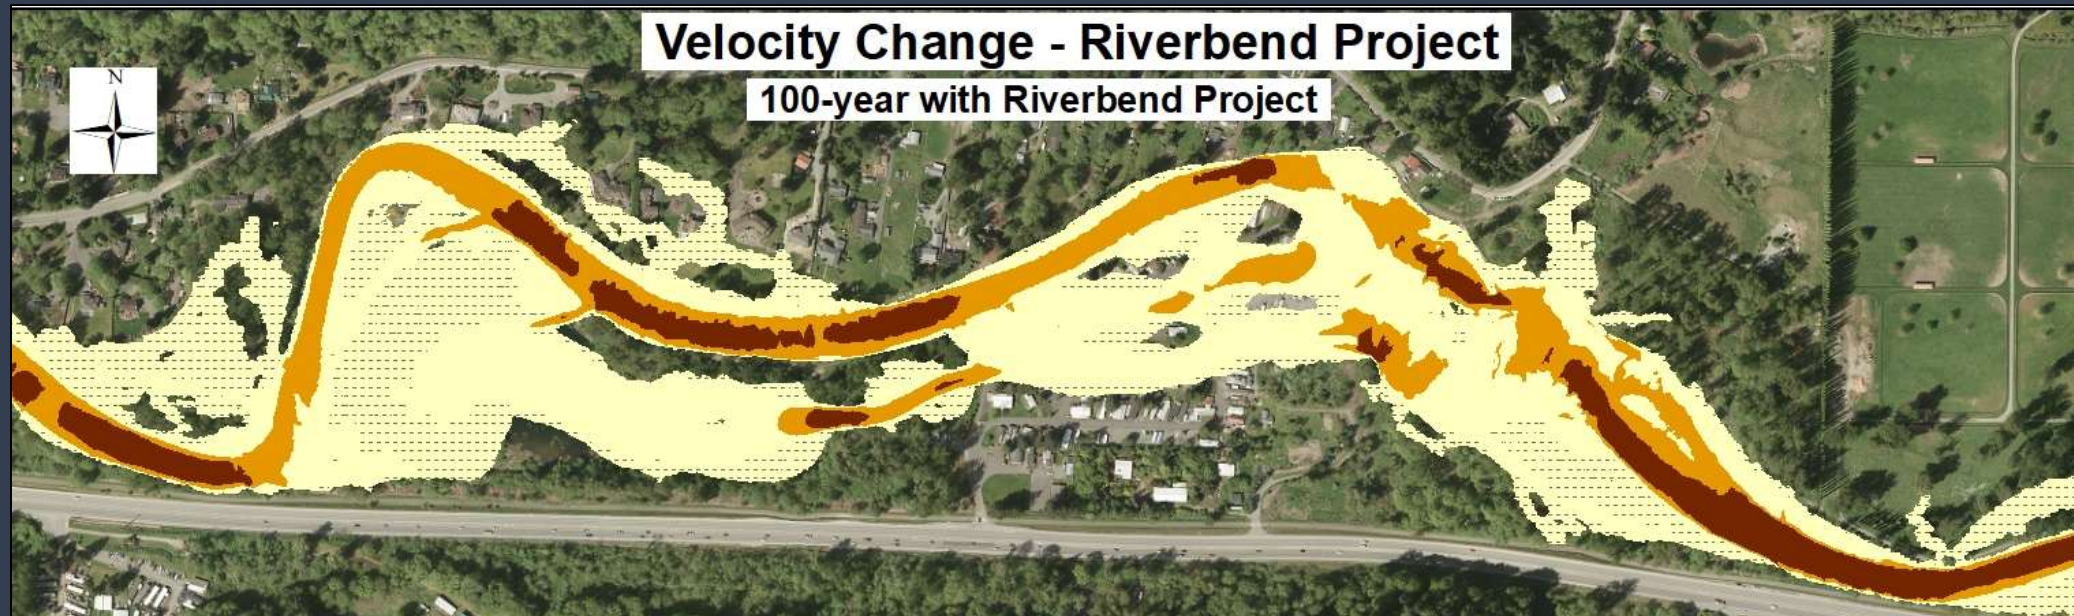 Velocity Change - Riverbend Project
100-year with Riverbend Project
N